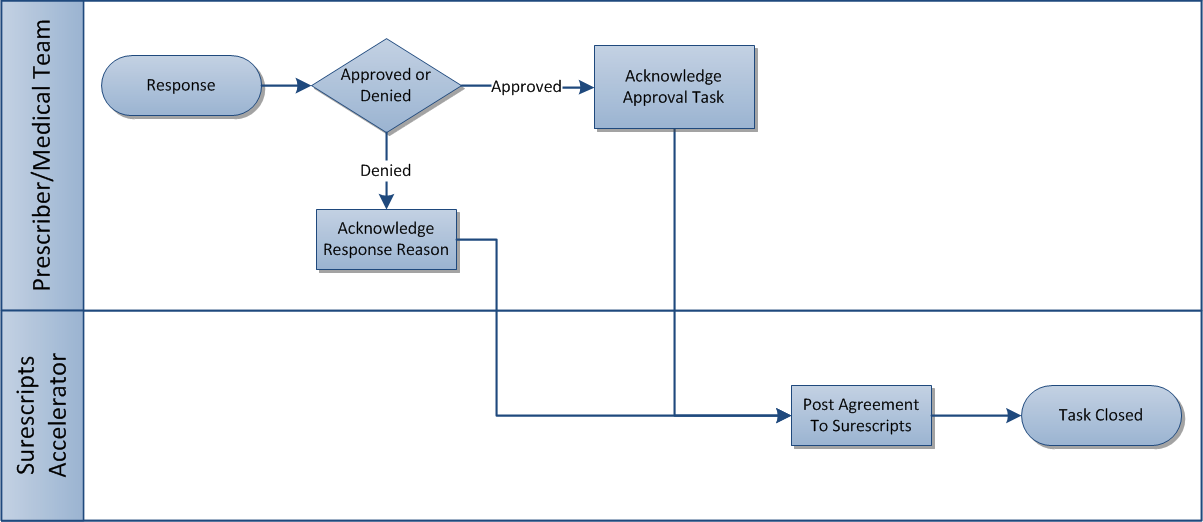 Prescriber/Medical Team
Response
Approved or
Denied
Approved
Acknowledge
Approval Task
Denied
Acknowledge
Response Reason
Surescripts
Accelerator
Post Agreement
To Surescripts
Task Closed